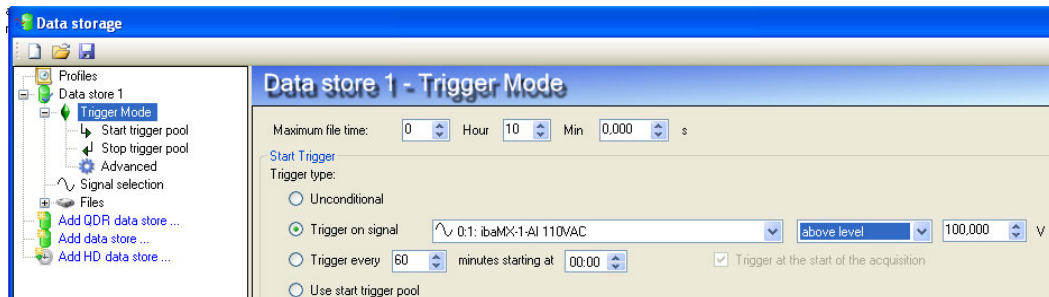 Data storage
Profiles
Data store 1
Trigger Mode
Start trigger pool
Stop trigger pool
Advanced
Signal selection
Files
Add QDR data store ...
Add data store ...
Add HD data store ...
Data store 1 - Trigger Mode
Maximum file time: 0 Hour 10 Min 0,000 s
Start Trigger
Trigger type:
Unconditional
Trigger on signal 0:1: ibaMX-1-AI 110VAC above level 100,000 V
Trigger every 60 minutes starting at 00:00 Trigger at the start of the acquisition
Use start trigger pool